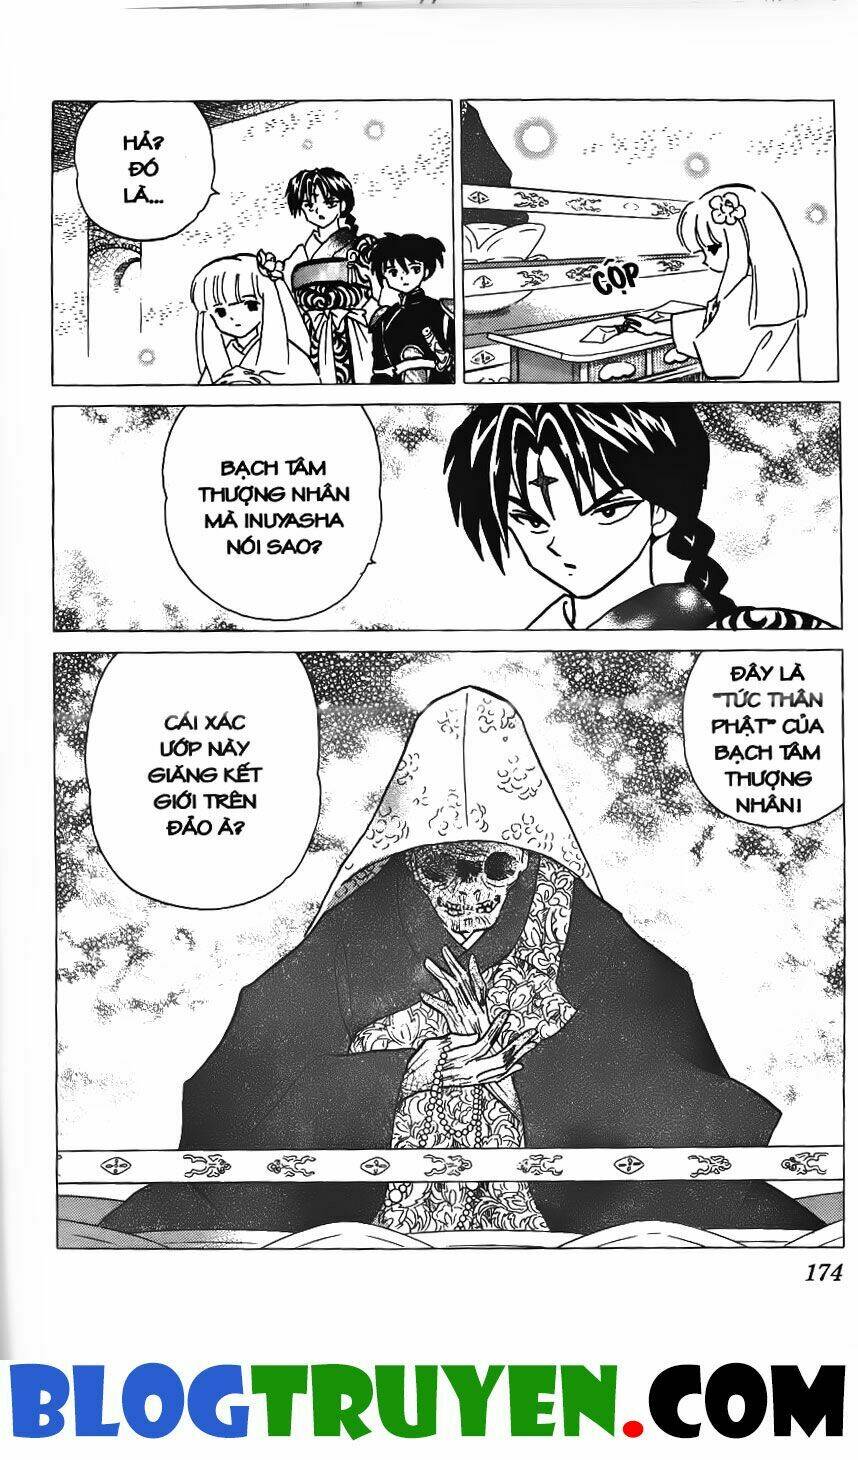 HẢ?
ĐÓ
LÀ...
CỘP
BẠCH TÂM
THƯỢNG NHÂN
MÀ INUYASHA
NÓI SAO?
CÁI XÁC
ƯỚP NÀY
GIĂNG KẾT
GIỚI TRÊN
ĐẢO À?
ĐÂY LÀ
"TỨC THÂN
PHẬT" CỦA
BẠCH TÂM
THƯỢNG
NHÂN!
174
BLOGTRUYEN.COM